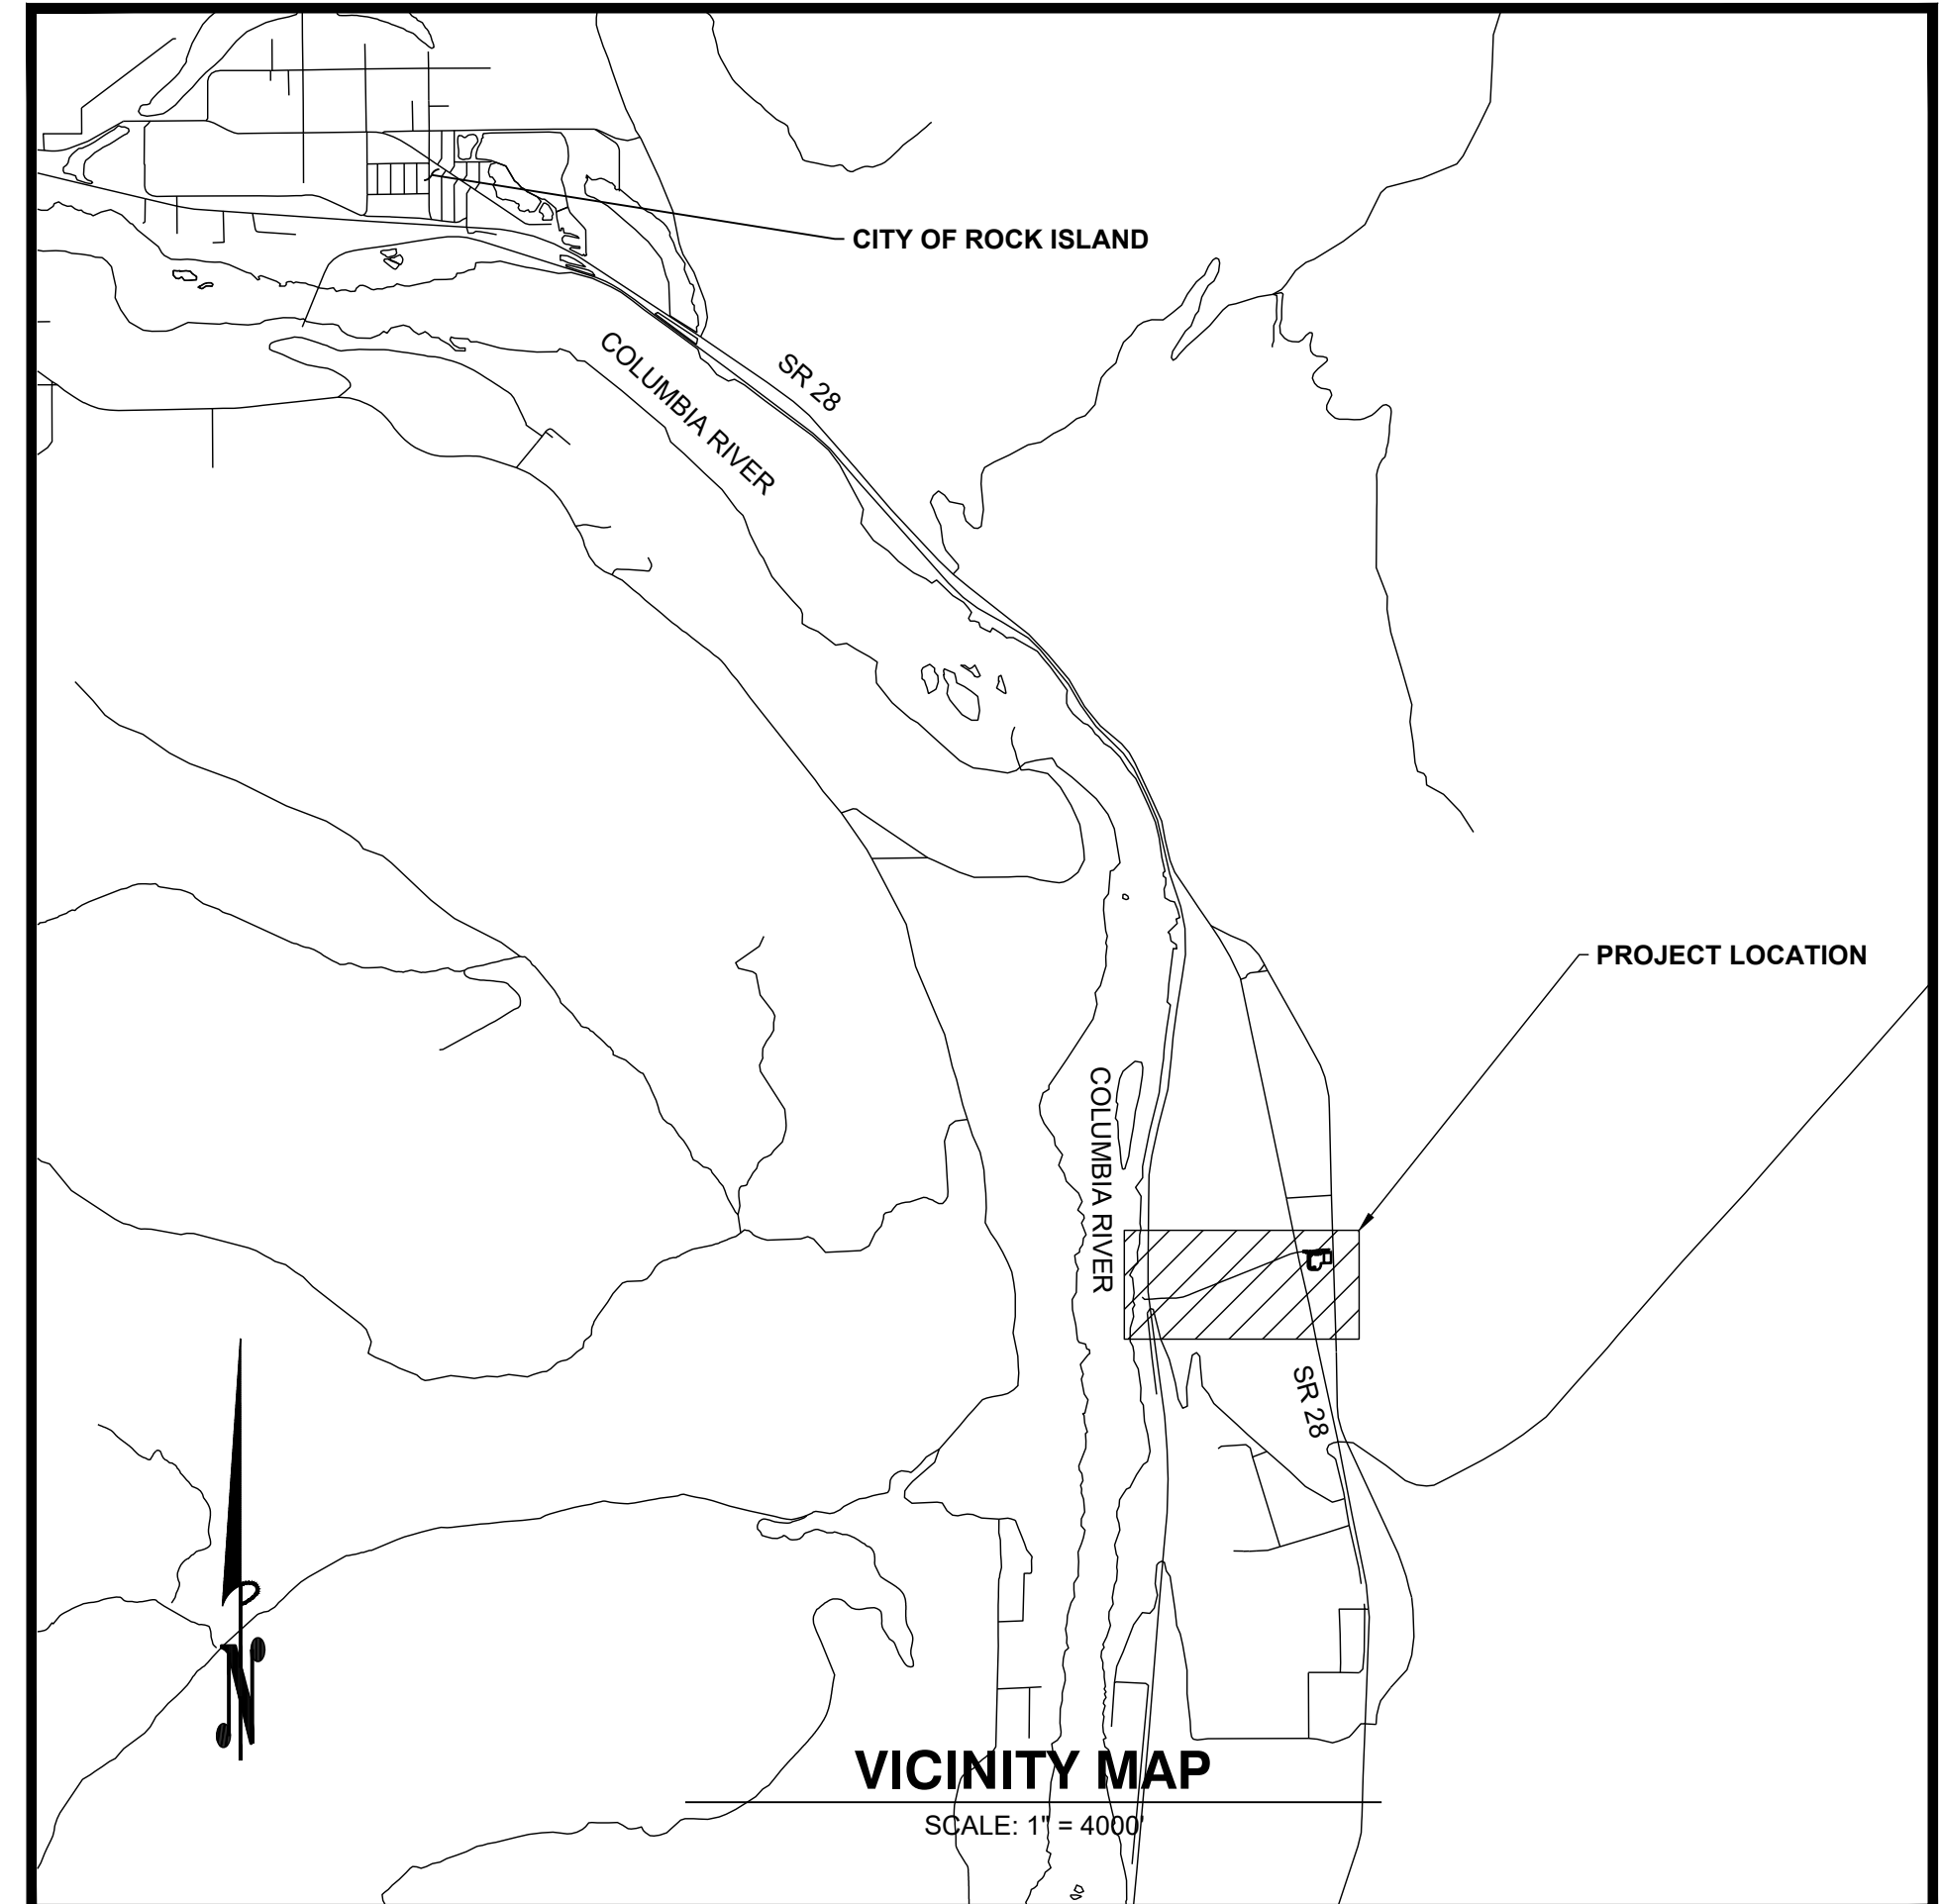 CITY OF ROCK ISLAND
COLUMBIA RIVER
SR 28
PROJECT LOCATION
COLUMBIA RIVER
SR 28
N
VICINITY MAP
SCALE: 1" = 4000'